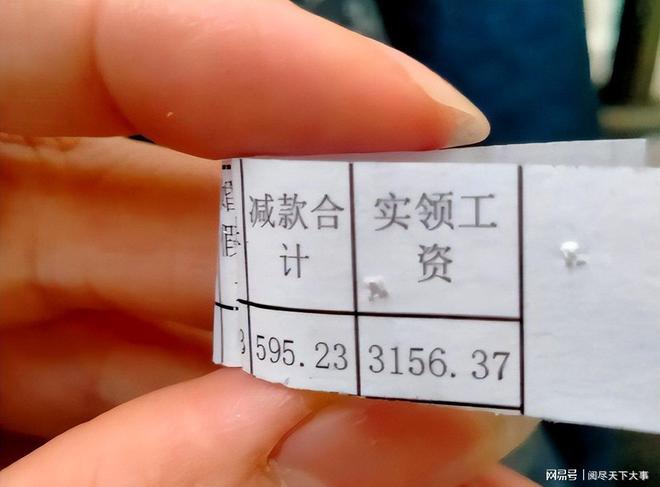 减款合
计
实领工
资
595.23
3156.37
网易号 | 阅尽天下大事